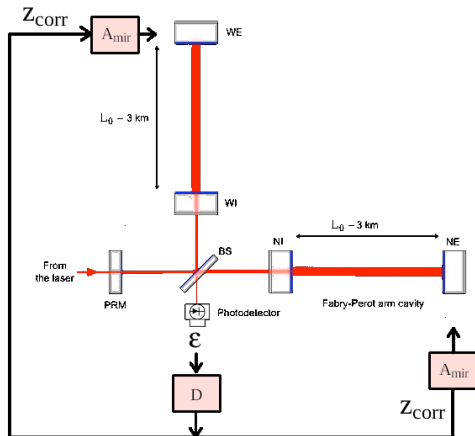 Zcorr
Amir
WE
L0 – 3 km
WI
BS
NI
L0 – 3 km
NE
From
the laser
PRM
Photodetector
Fabry-Perot arm cavity
ε
D
Amir
Zcorr